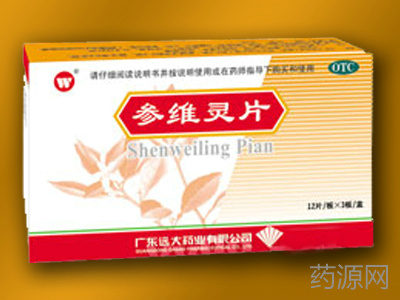 W
请仔细阅读说明书并按说明使用或在药师指导下购买和使用
OTC
参维灵片
Shenweiling Pian
12片/板×3板/盒
广东远大药业有限公司
药源网